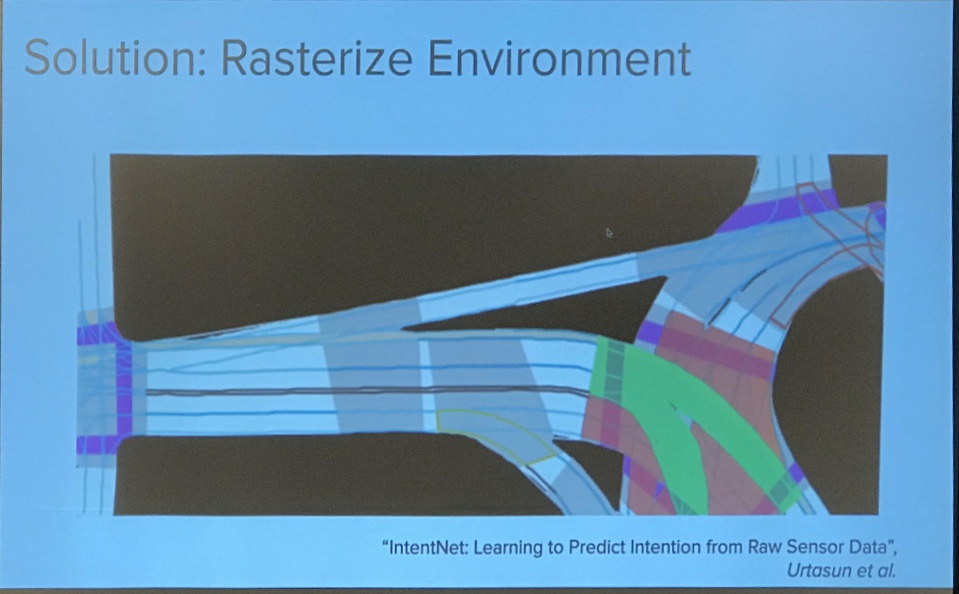 Solution: Rasterize Environment
“IntentNet: Learning to Predict Intention from Raw Sensor Data”,
Urtasun et al.